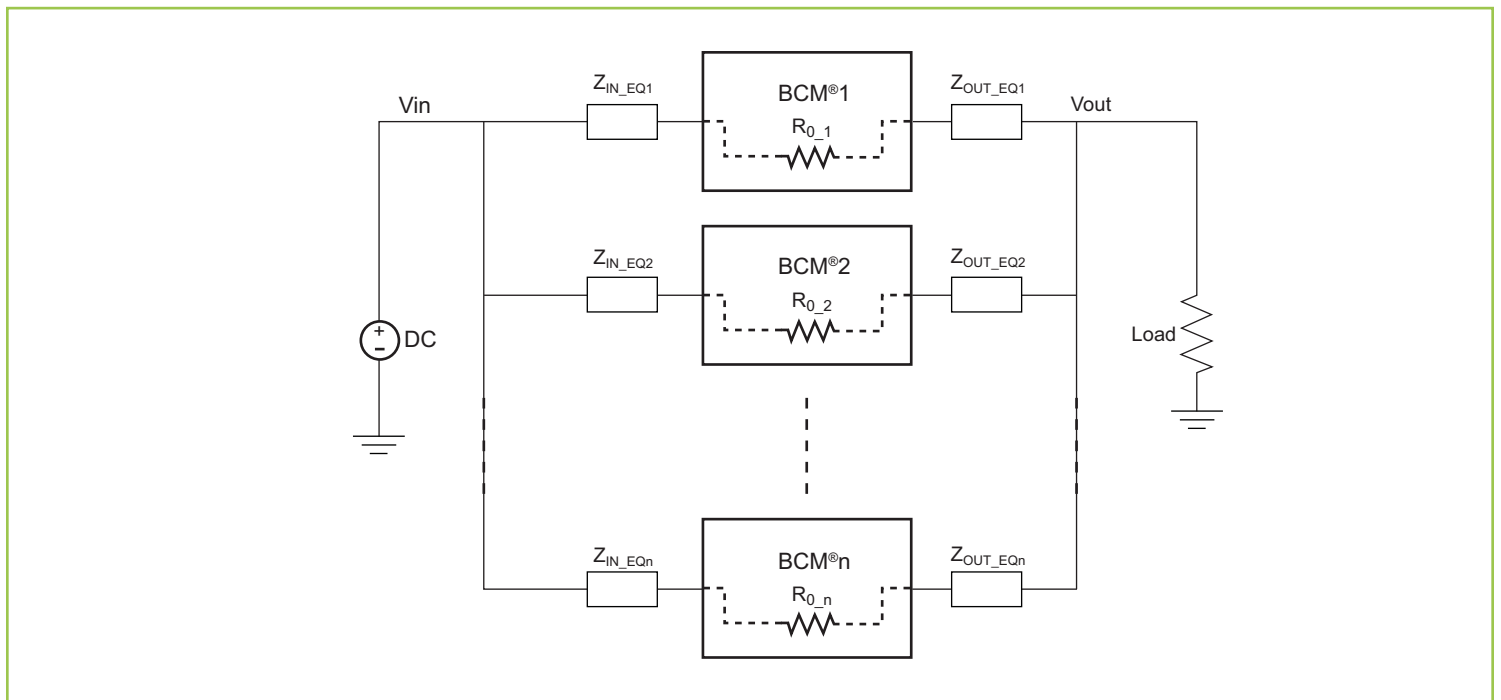 Vin
Z_IN_EQ1
BCM®1
R_0_1
Z_OUT_EQ1
Vout
Z_IN_EQ2
BCM®2
R_0_2
Z_OUT_EQ2
+
-
DC
Load
Z_IN_EQn
BCM®n
R_0_n
Z_OUT_EQn